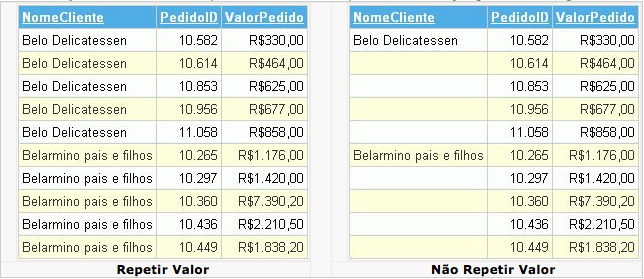 NomeCliente PedidoID ValorPedido
Belo Delicatessen 10.582 R$330,00
Belo Delicatessen 10.614 R$464,00
Belo Delicatessen 10.853 R$625,00
Belo Delicatessen 10.956 R$677,00
Belo Delicatessen 11.058 R$858,00
Belarmino pais e filhos 10.265 R$1.176,00
Belarmino pais e filhos 10.297 R$1.420,00
Belarmino pais e filhos 10.360 R$7.390,20
Belarmino pais e filhos 10.436 R$2.210,50
Belarmino pais e filhos 10.449 R$1.838,20
Repetir Valor
NomeCliente PedidoID ValorPedido
Belo Delicatessen 10.582 R$330,00
10.614 R$464,00
10.853 R$625,00
10.956 R$677,00
11.058 R$858,00
Belarmino pais e filhos 10.265 R$1.176,00
10.297 R$1.420,00
10.360 R$7.390,20
10.436 R$2.210,50
10.449 R$1.838,20
Não Repetir Valor